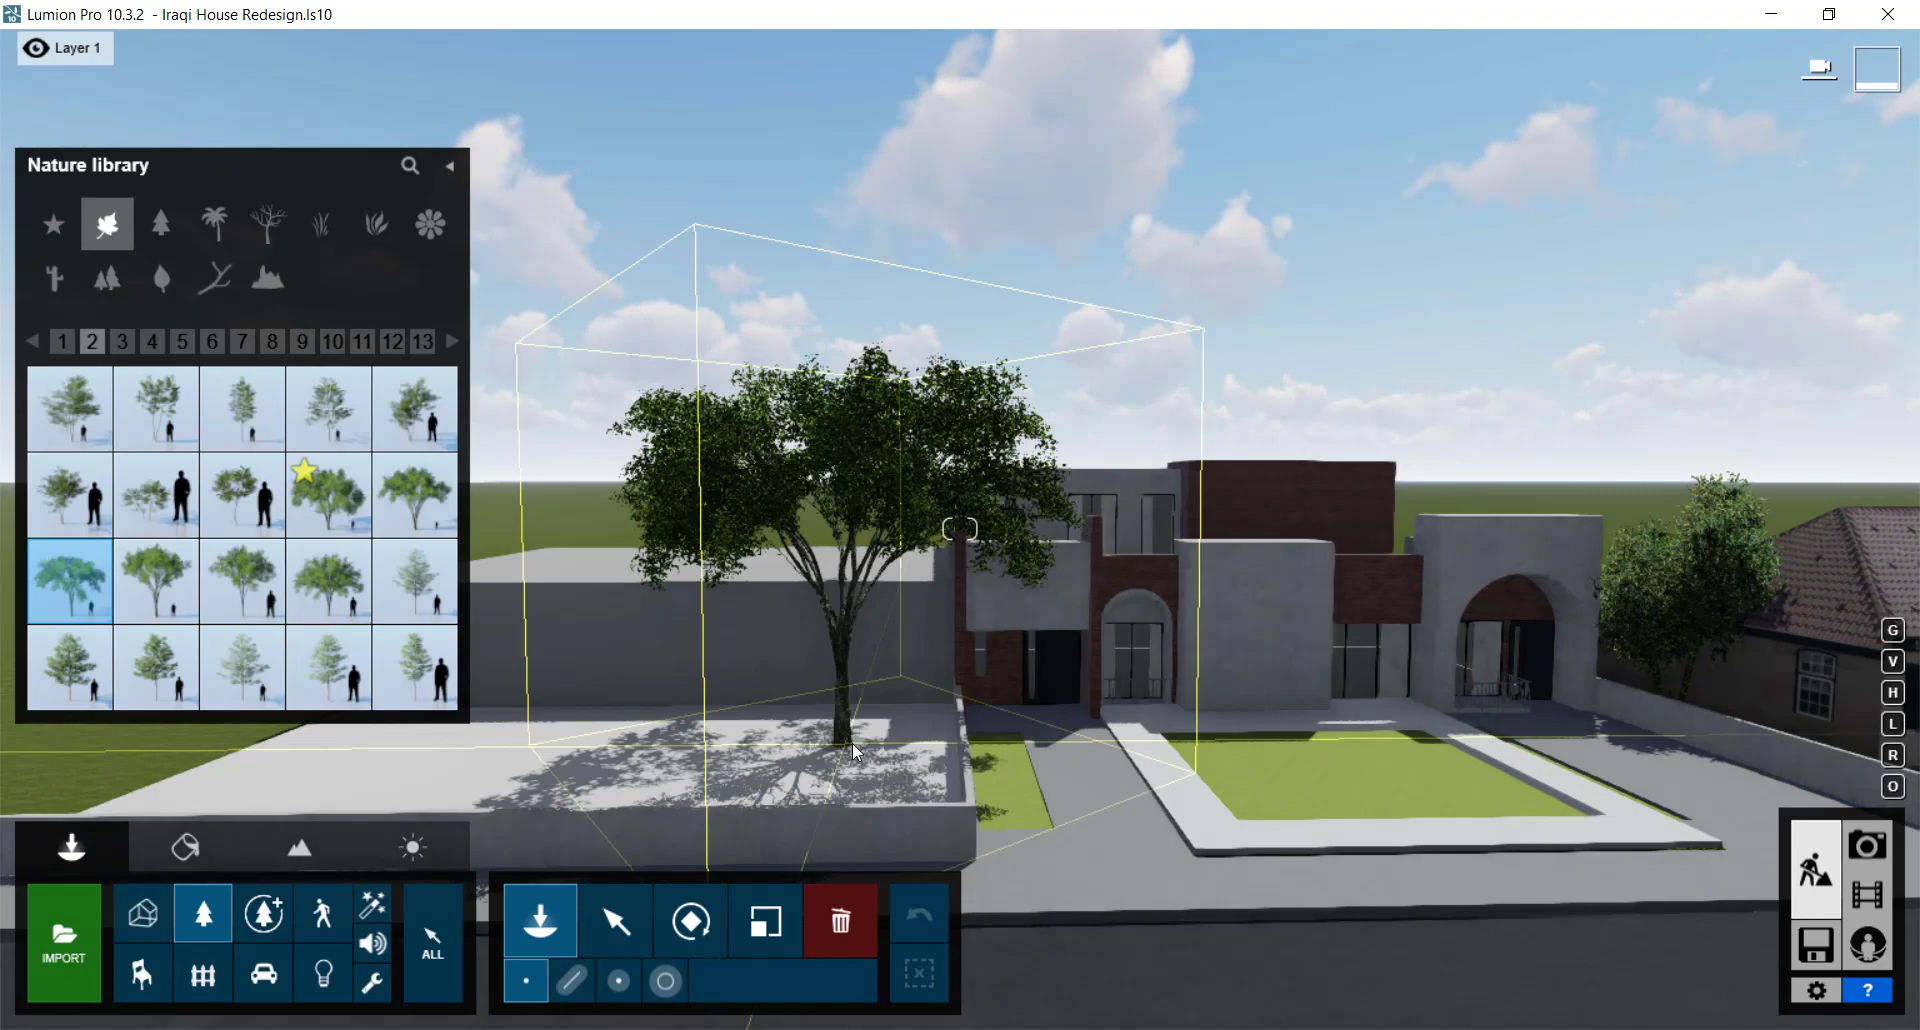 Lumion Pro 10.3.2 - Iraqi House Redesign.ls10
Layer 1
Nature library
1 2 3 4 5 6 7 8 9 10 11 12 13
G
V
H
L
R
O
IMPORT
ALL
?